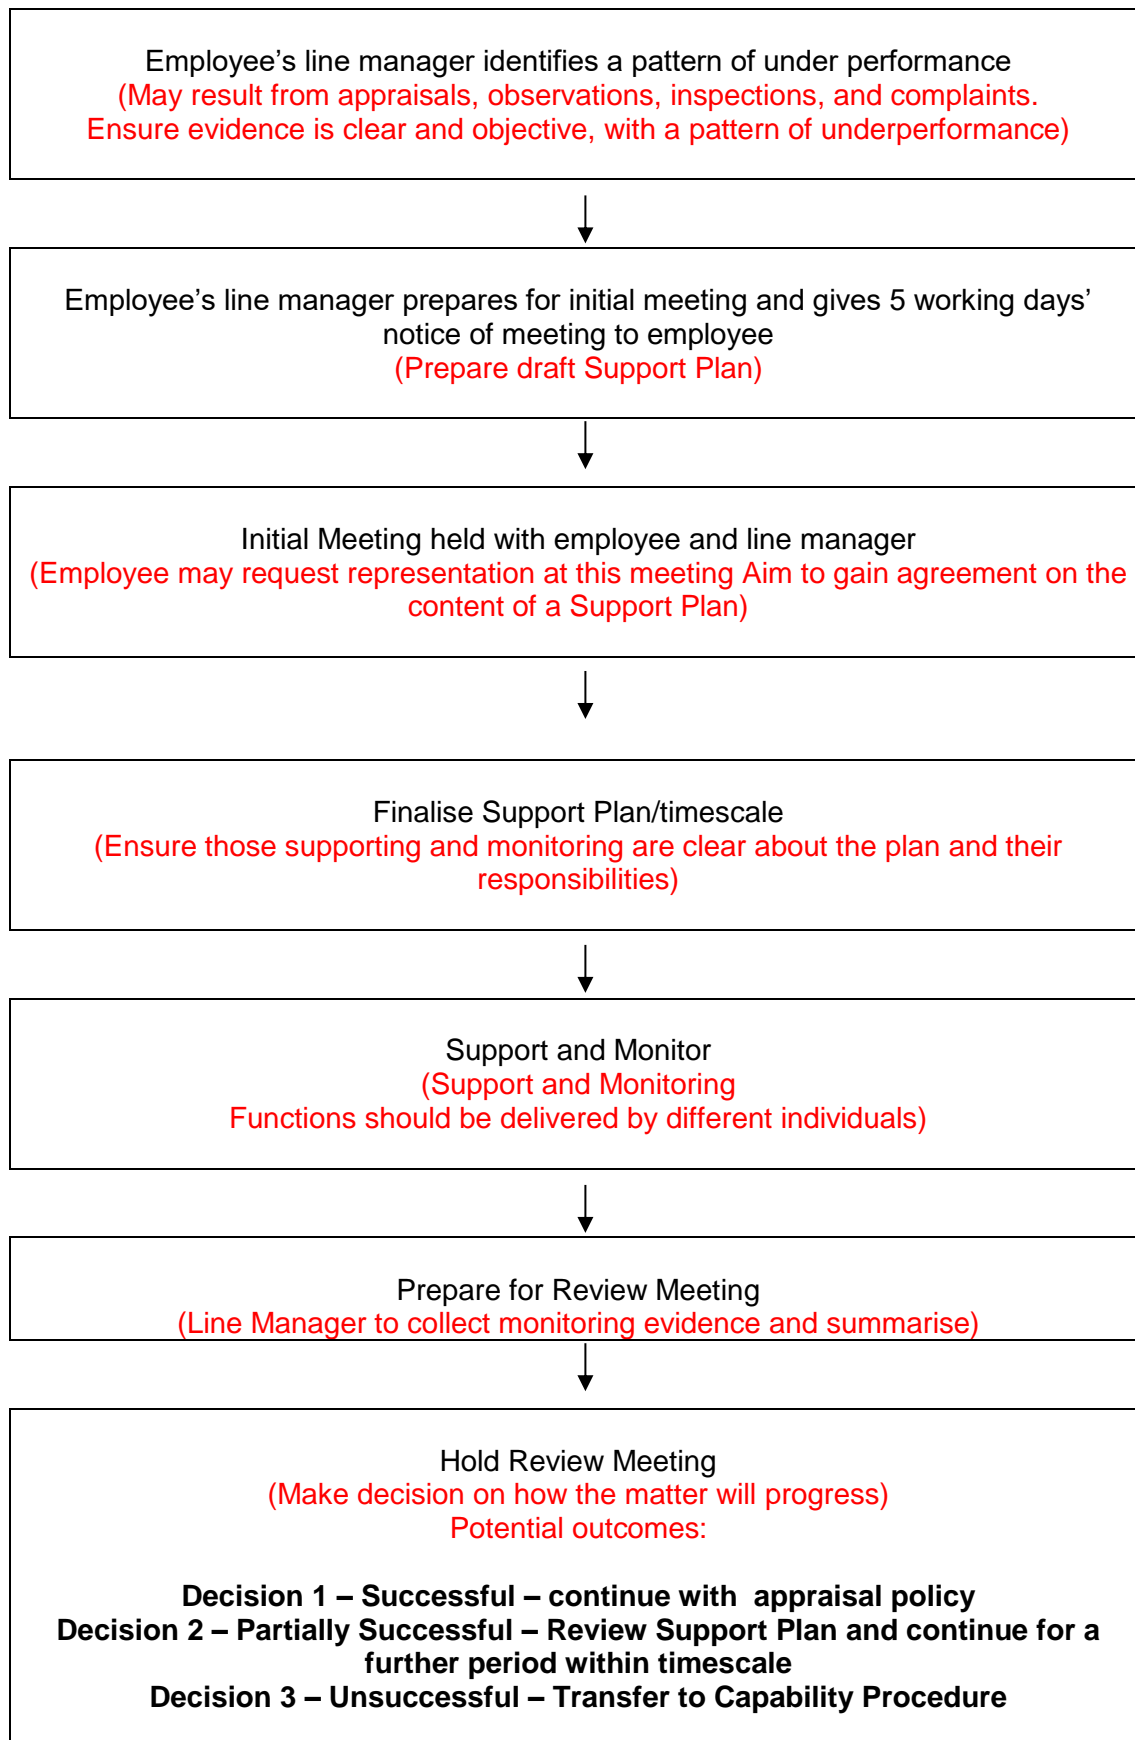 Employee’s line manager identifies a pattern of under performance
(May result from appraisals, observations, inspections, and complaints.
Ensure evidence is clear and objective, with a pattern of underperformance)
Employee’s line manager prepares for initial meeting and gives 5 working days’
notice of meeting to employee
(Prepare draft Support Plan)
Initial Meeting held with employee and line manager
(Employee may request representation at this meeting Aim to gain agreement on the
content of a Support Plan)
Finalise Support Plan/timescale
(Ensure those supporting and monitoring are clear about the plan and their
responsibilities)
Support and Monitor
(Support and Monitoring
Functions should be delivered by different individuals)
Prepare for Review Meeting
(Line Manager to collect monitoring evidence and summarise)
Hold Review Meeting
(Make decision on how the matter will progress)
Potential outcomes:
Decision 1 – Successful – continue with appraisal policy
Decision 2 – Partially Successful – Review Support Plan and continue for a
further period within timescale
Decision 3 – Unsuccessful – Transfer to Capability Procedure